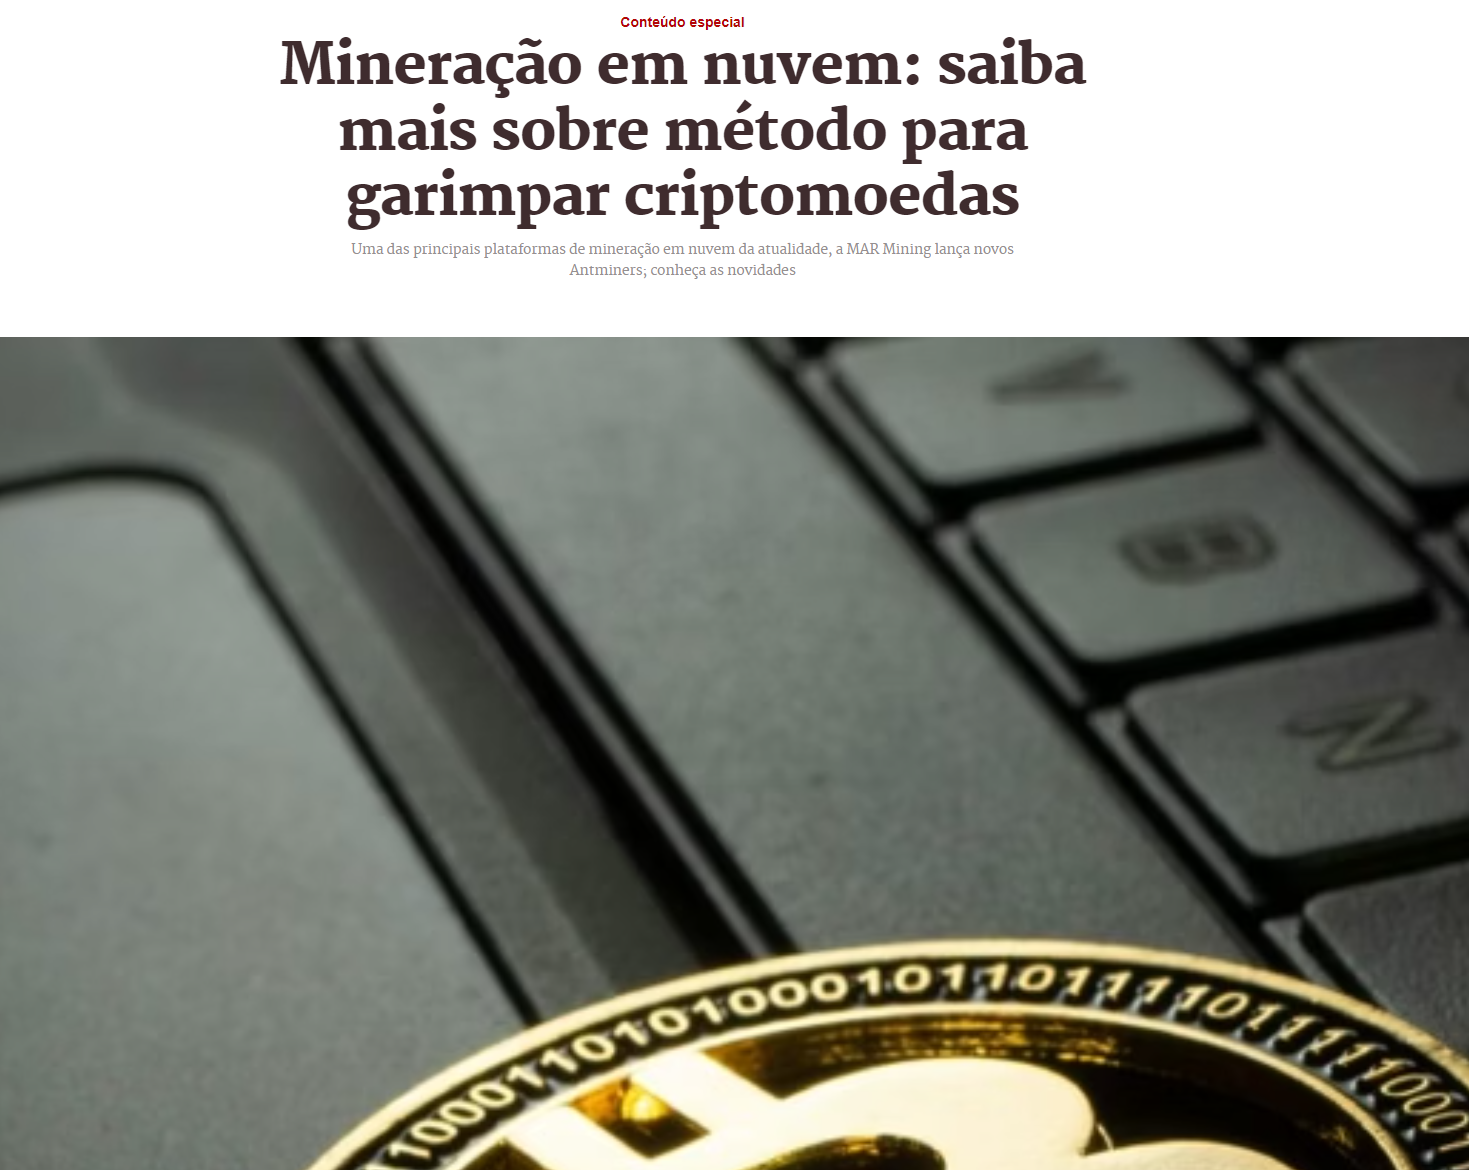 Conteúdo especial
Mineração em nuvem: saiba
mais sobre método para
garimpar criptomoedas
Uma das principais plataformas de mineração em nuvem da atualidade, a MAR Mining lança novos
Antminers; conheça as novidades
V
B
N
1000110101000101101111011111000